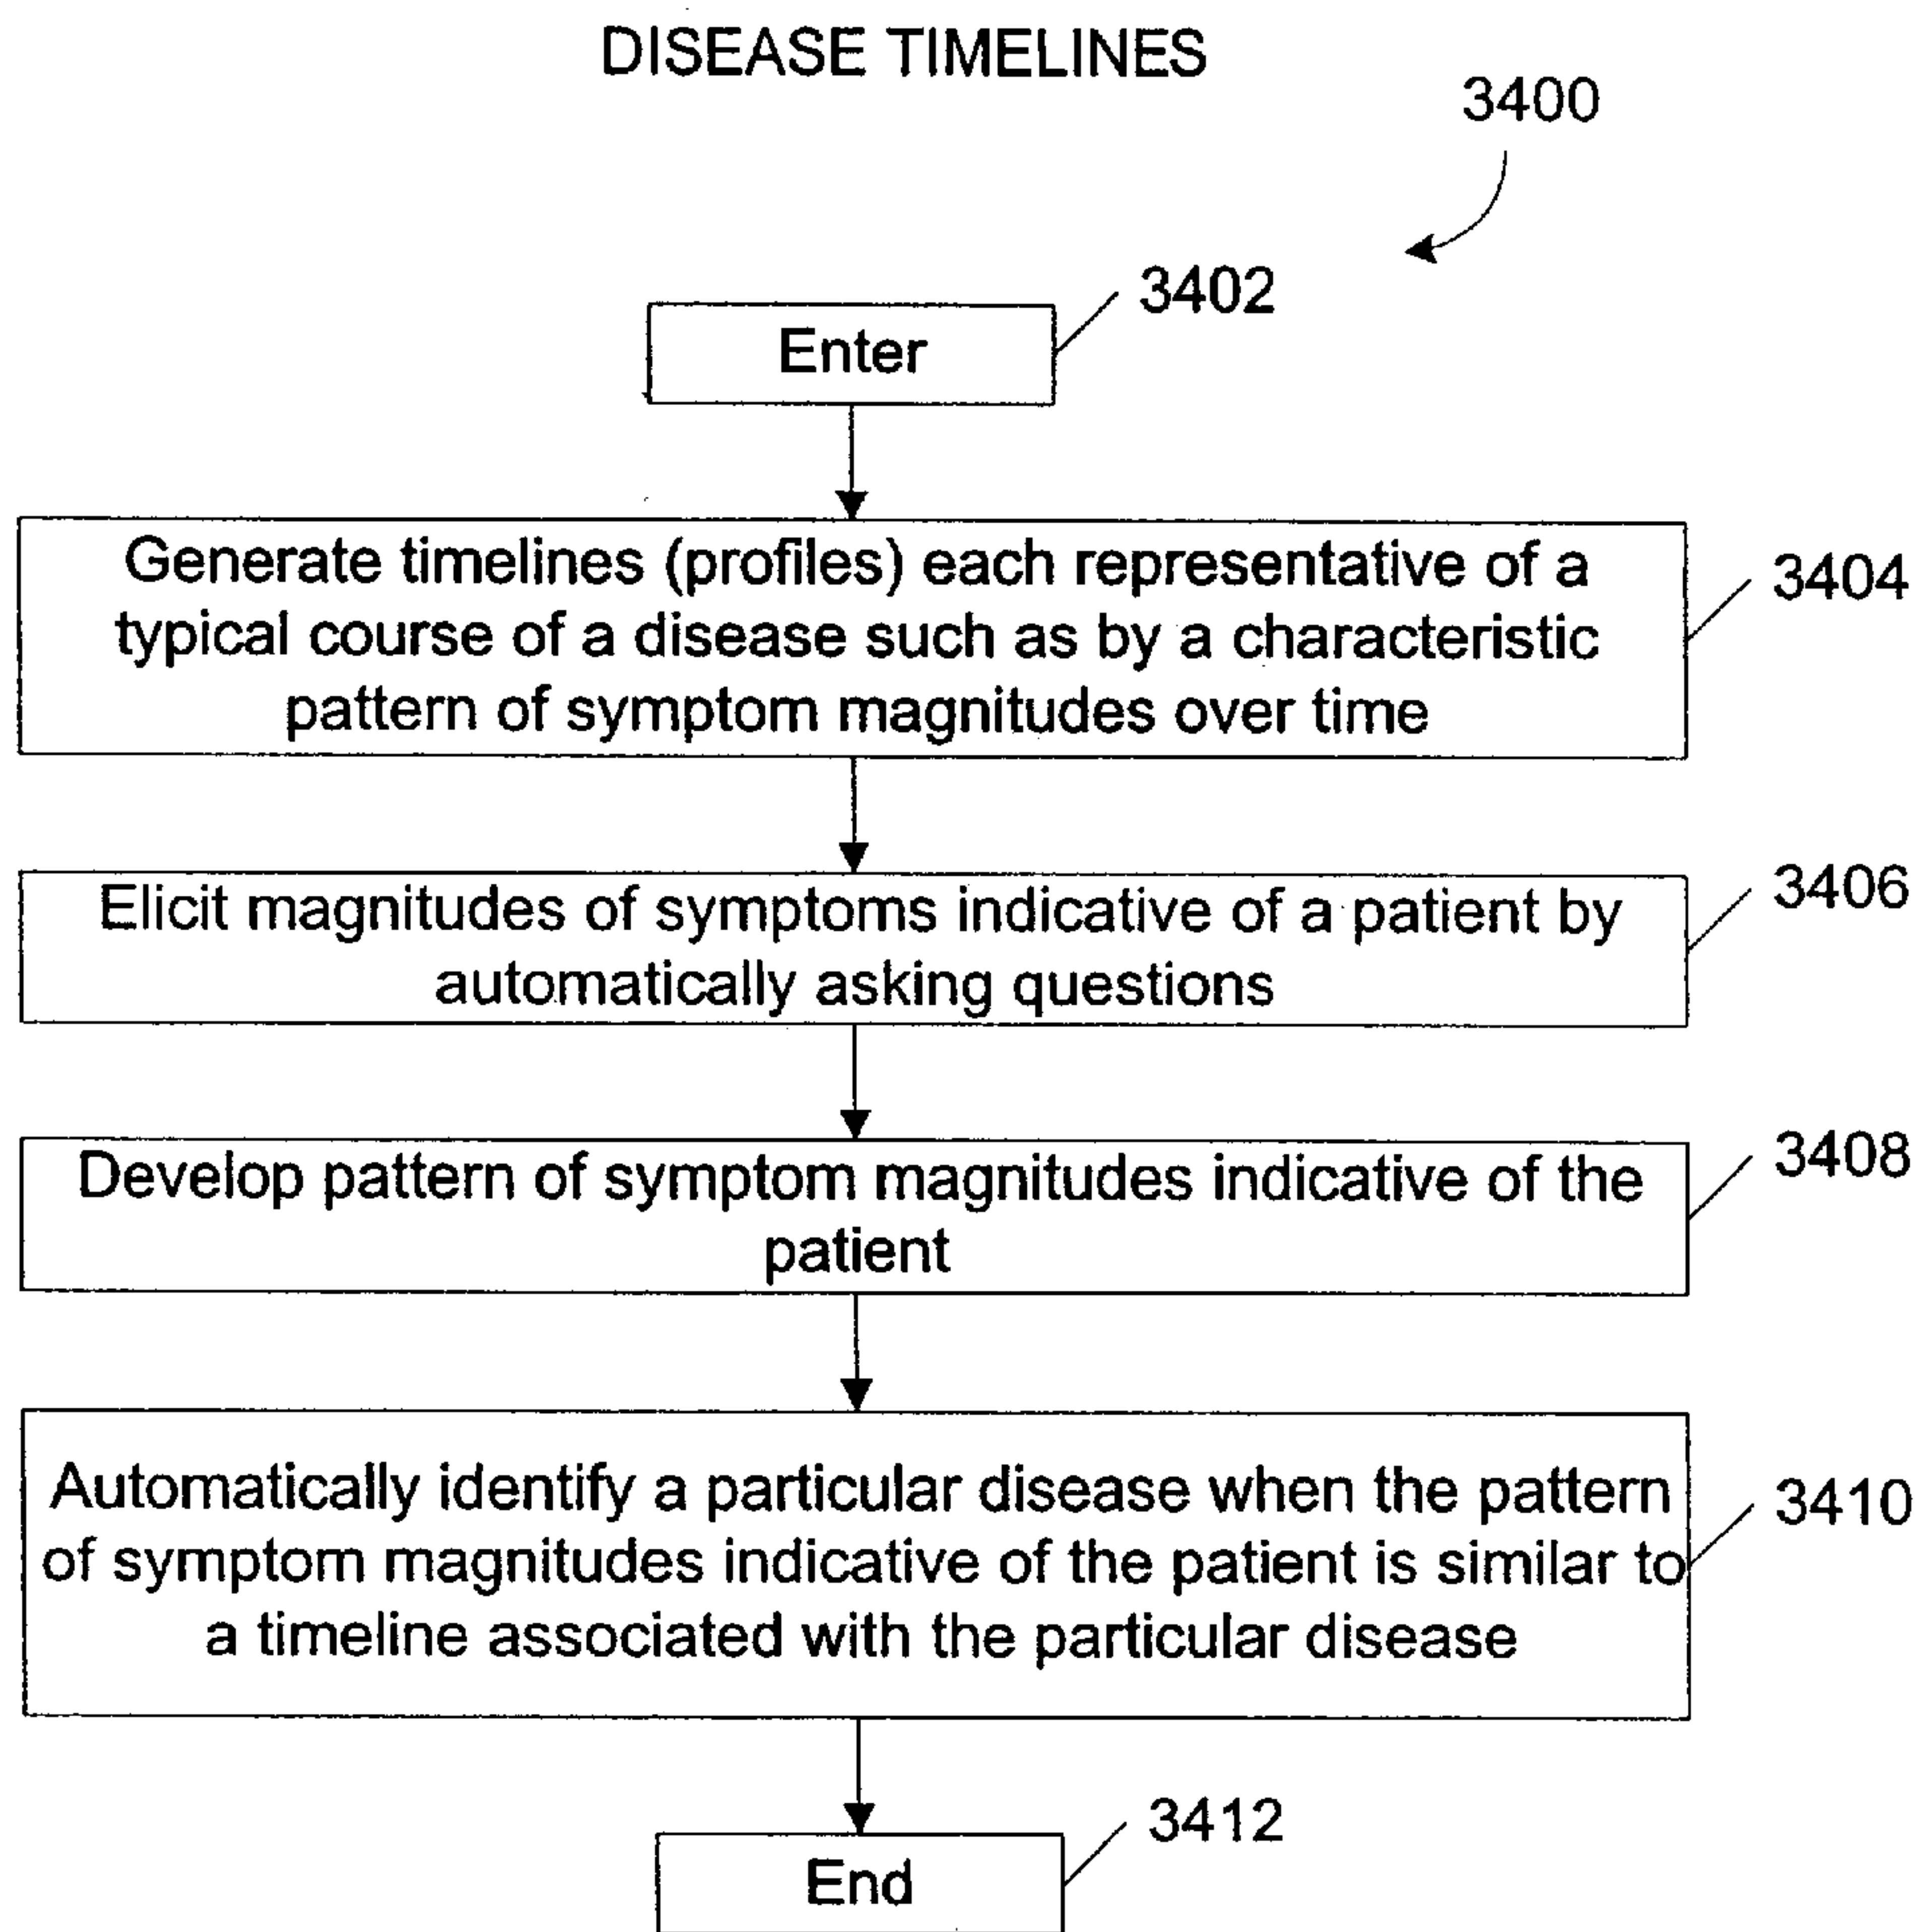 DISEASE TIMELINES
3400
3402
Enter
Generate timelines (profiles) each representative of a
typical course of a disease such as by a characteristic
pattern of symptom magnitudes over time
3404
Elicit magnitudes of symptoms indicative of a patient by
automatically asking questions
3406
Develop pattern of symptom magnitudes indicative of the
patient
3408
Automatically identify a particular disease when the pattern
of symptom magnitudes indicative of the patient is similar to
a timeline associated with the particular disease
3410
3412
End